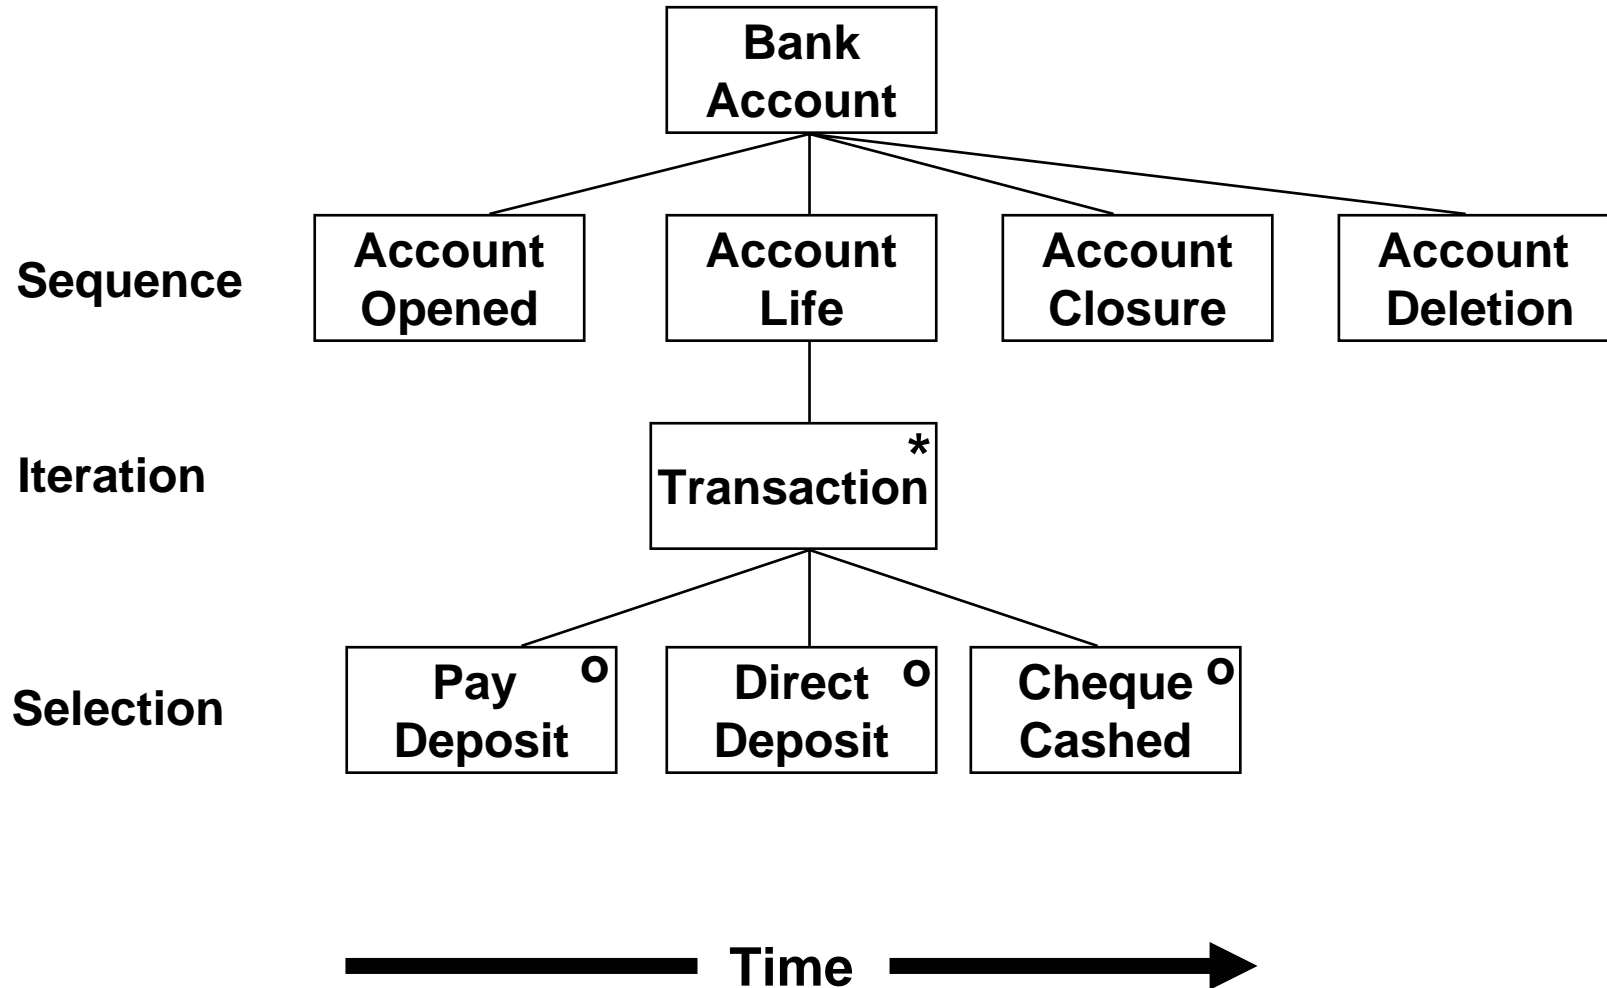 Bank
Account
Sequence
Account
Opened
Account
Life
Account
Closure
Account
Deletion
Iteration
*
Transaction
Selection
Pay o
Deposit
Direct o
Deposit
Cheque o
Cashed
Time